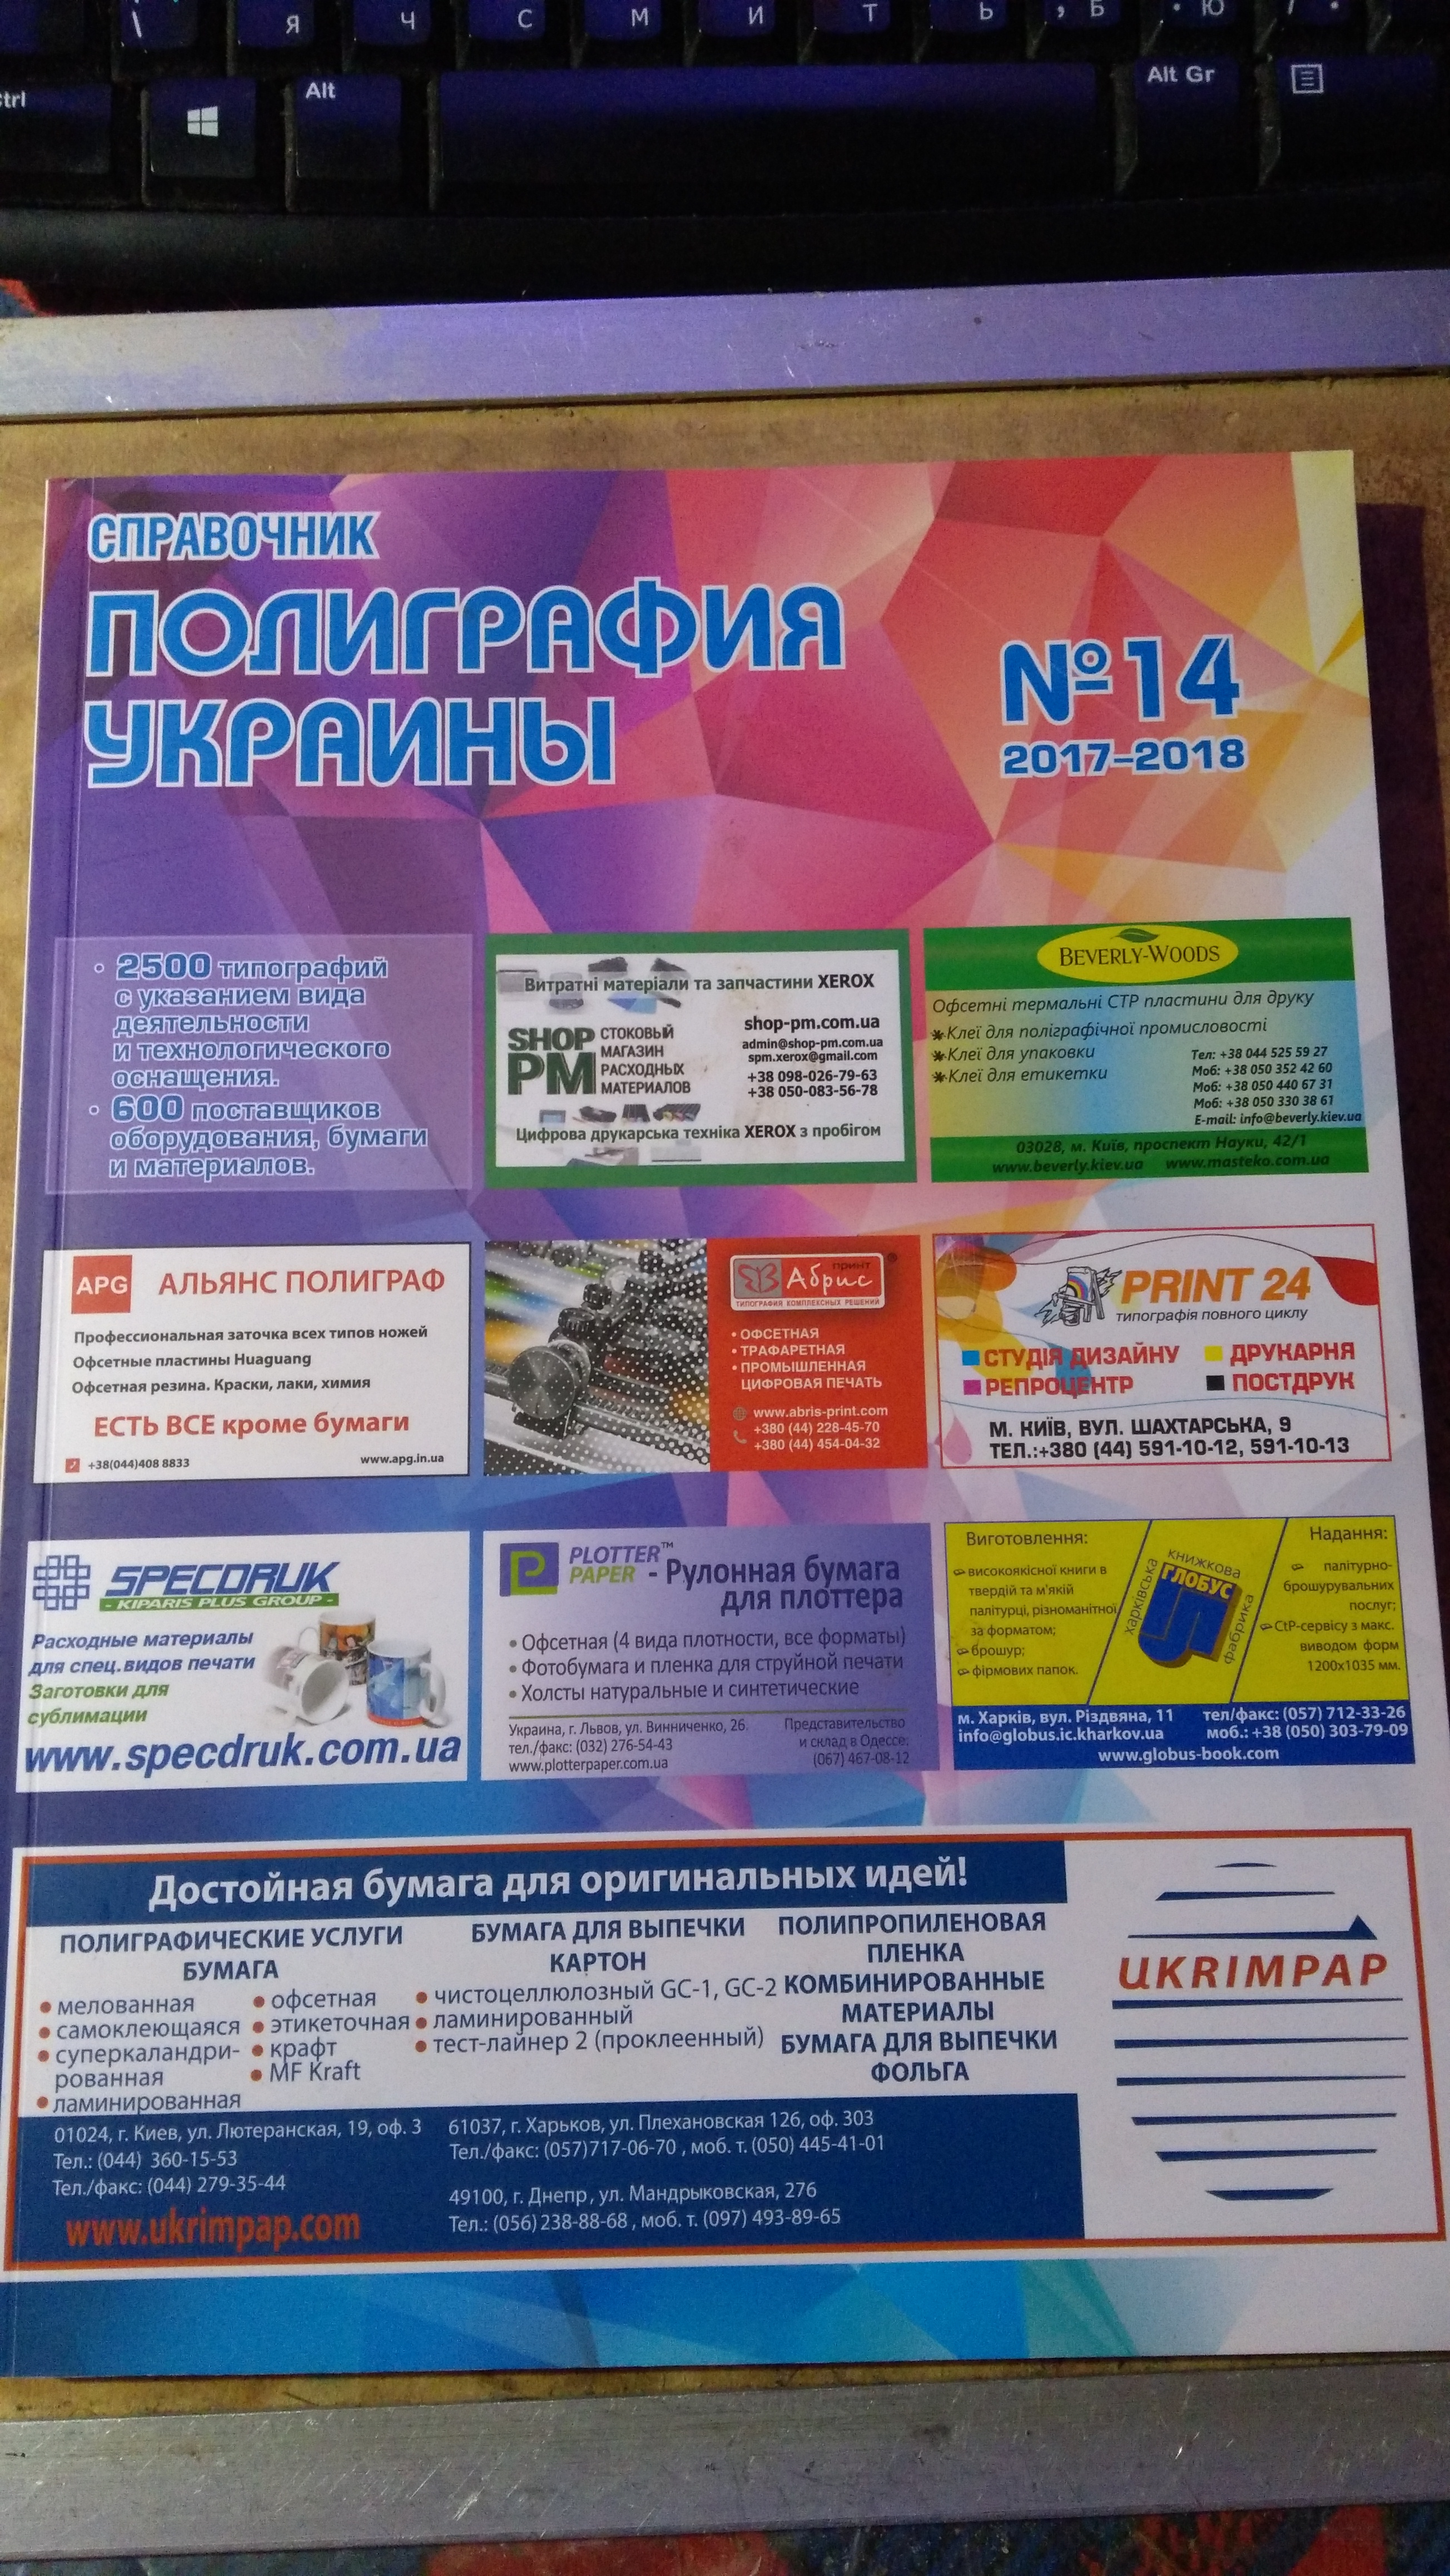 \ Я Ч С М И Т Ь , Б . Ю / .
Ctrl Alt Alt Gr
СПРАВОЧНИК
ПОЛИГРАФИЯ
УКРАИНЫ
№14
2017–2018
• 2500 типографий
с указанием вида
деятельности
и технологического
оснащения.
• 600 поставщиков
оборудования, бумаги
и материалов.
Витратні матеріали та запчастини XEROX
SHOP
PM
СТОКОВЫЙ
МАГАЗИН
РАСХОДНЫХ
МАТЕРИАЛОВ
shop-pm.com.ua
admin@shop-pm.com.ua
spm.xerox@gmail.com
+38 098-026-79-63
+38 050-083-56-78
Цифрова друкарська техніка XEROX з пробігом
BEVERLY-WOODS
Офсетні термальні СТР пластини для друку
Клеї для поліграфічної промисловості
Клеї для упаковки
Клеї для етикетки
Тел: +38 044 525 59 27
Моб: +38 050 352 42 60
Моб: +38 050 440 67 31
Моб: +38 050 330 38 61
E-mail: info@beverly.kiev.ua
03028, м. Київ, проспект Науки, 42/1
www.beverly.kiev.ua www.masteko.com.ua
APG АЛЬЯНС ПОЛИГРАФ
Профессиональная заточка всех типов ножей
Офсетные пластины Huaguang
Офсетная резина. Краски, лаки, химия
ЕСТЬ ВСЕ кроме бумаги
+38(044)408 8833 www.apg.in.ua
принт ®
Абрис
ТИПОГРАФИЯ КОМПЛЕКСНЫХ РЕШЕНИЙ
• ОФСЕТНАЯ
• ТРАФАРЕТНАЯ
• ПРОМЫШЛЕННАЯ
ЦИФРОВАЯ ПЕЧАТЬ
www.abris-print.com
+380 (44) 228-45-70
+380 (44) 454-04-32
PRINT 24
типографія повного циклу
СТУДІЯ ДИЗАЙНУ ДРУКАРНЯ
РЕПРОЦЕНТР ПОСТДРУК
М. КИЇВ, ВУЛ. ШАХТАРСЬКА, 9
ТЕЛ.:+380 (44) 591-10-12, 591-10-13
SPECDRUK
- KIPARIS PLUS GROUP -
Расходные материалы
для спец.видов печати
Заготовки для
сублимации
www.specdruk.com.ua
PLOTTER™
PAPER
- Рулонная бумага
для плоттера
• Офсетная (4 вида плотности, все форматы)
• Фотобумага и пленка для струйной печати
• Холсты натуральные и синтетические
Украина, г. Львов, ул. Винниченко, 26.
тел./факс: (032) 276-54-43
www.plotterpaper.com.ua
Представительство
и склад в Одессе:
(067) 467-08-12
Виготовлення:
високоякісної книги в
твердій та м'якій
палітурці, різноманітної
за форматом;
брошур;
фірмових папок.
харківська
книжкова
фабрика
ГЛОБУС
Надання:
палітурно-
брошурувальних
послуг;
CtP-сервісу з макс.
виводом форм
1200х1035 мм.
м. Харків, вул. Різдвяна, 11 тел/факс: (057) 712-33-26
info@globus.ic.kharkov.ua моб.: +38 (050) 303-79-09
www.globus-book.com
Достойная бумага для оригинальных идей!
ПОЛИГРАФИЧЕСКИЕ УСЛУГИ
БУМАГА
• мелованная
• самоклеющаяся
• суперкаландри-
рованная
• ламинированная
• офсетная
• этикеточная
• крафт
• MF Kraft
БУМАГА ДЛЯ ВЫПЕЧКИ
КАРТОН
• чистоцеллюлозный GC-1, GC-2
• ламинированный
• тест-лайнер 2 (проклеенный)
ПОЛИПРОПИЛЕНОВАЯ
ПЛЕНКА
КОМБИНИРОВАННЫЕ
МАТЕРИАЛЫ
БУМАГА ДЛЯ ВЫПЕЧКИ
ФОЛЬГА
UKRIMPAP
01024, г. Киев, ул. Лютеранская, 19, оф. 3
Тел.: (044) 360-15-53
Тел./факс: (044) 279-35-44
www.ukrimpap.com
61037, г. Харьков, ул. Плехановская 126, оф. 303
Тел./факс: (057)717-06-70 , моб. т. (050) 445-41-01
49100, г. Днепр, ул. Мандрыковская, 276
Тел.: (056) 238-88-68 , моб. т. (097) 493-89-65